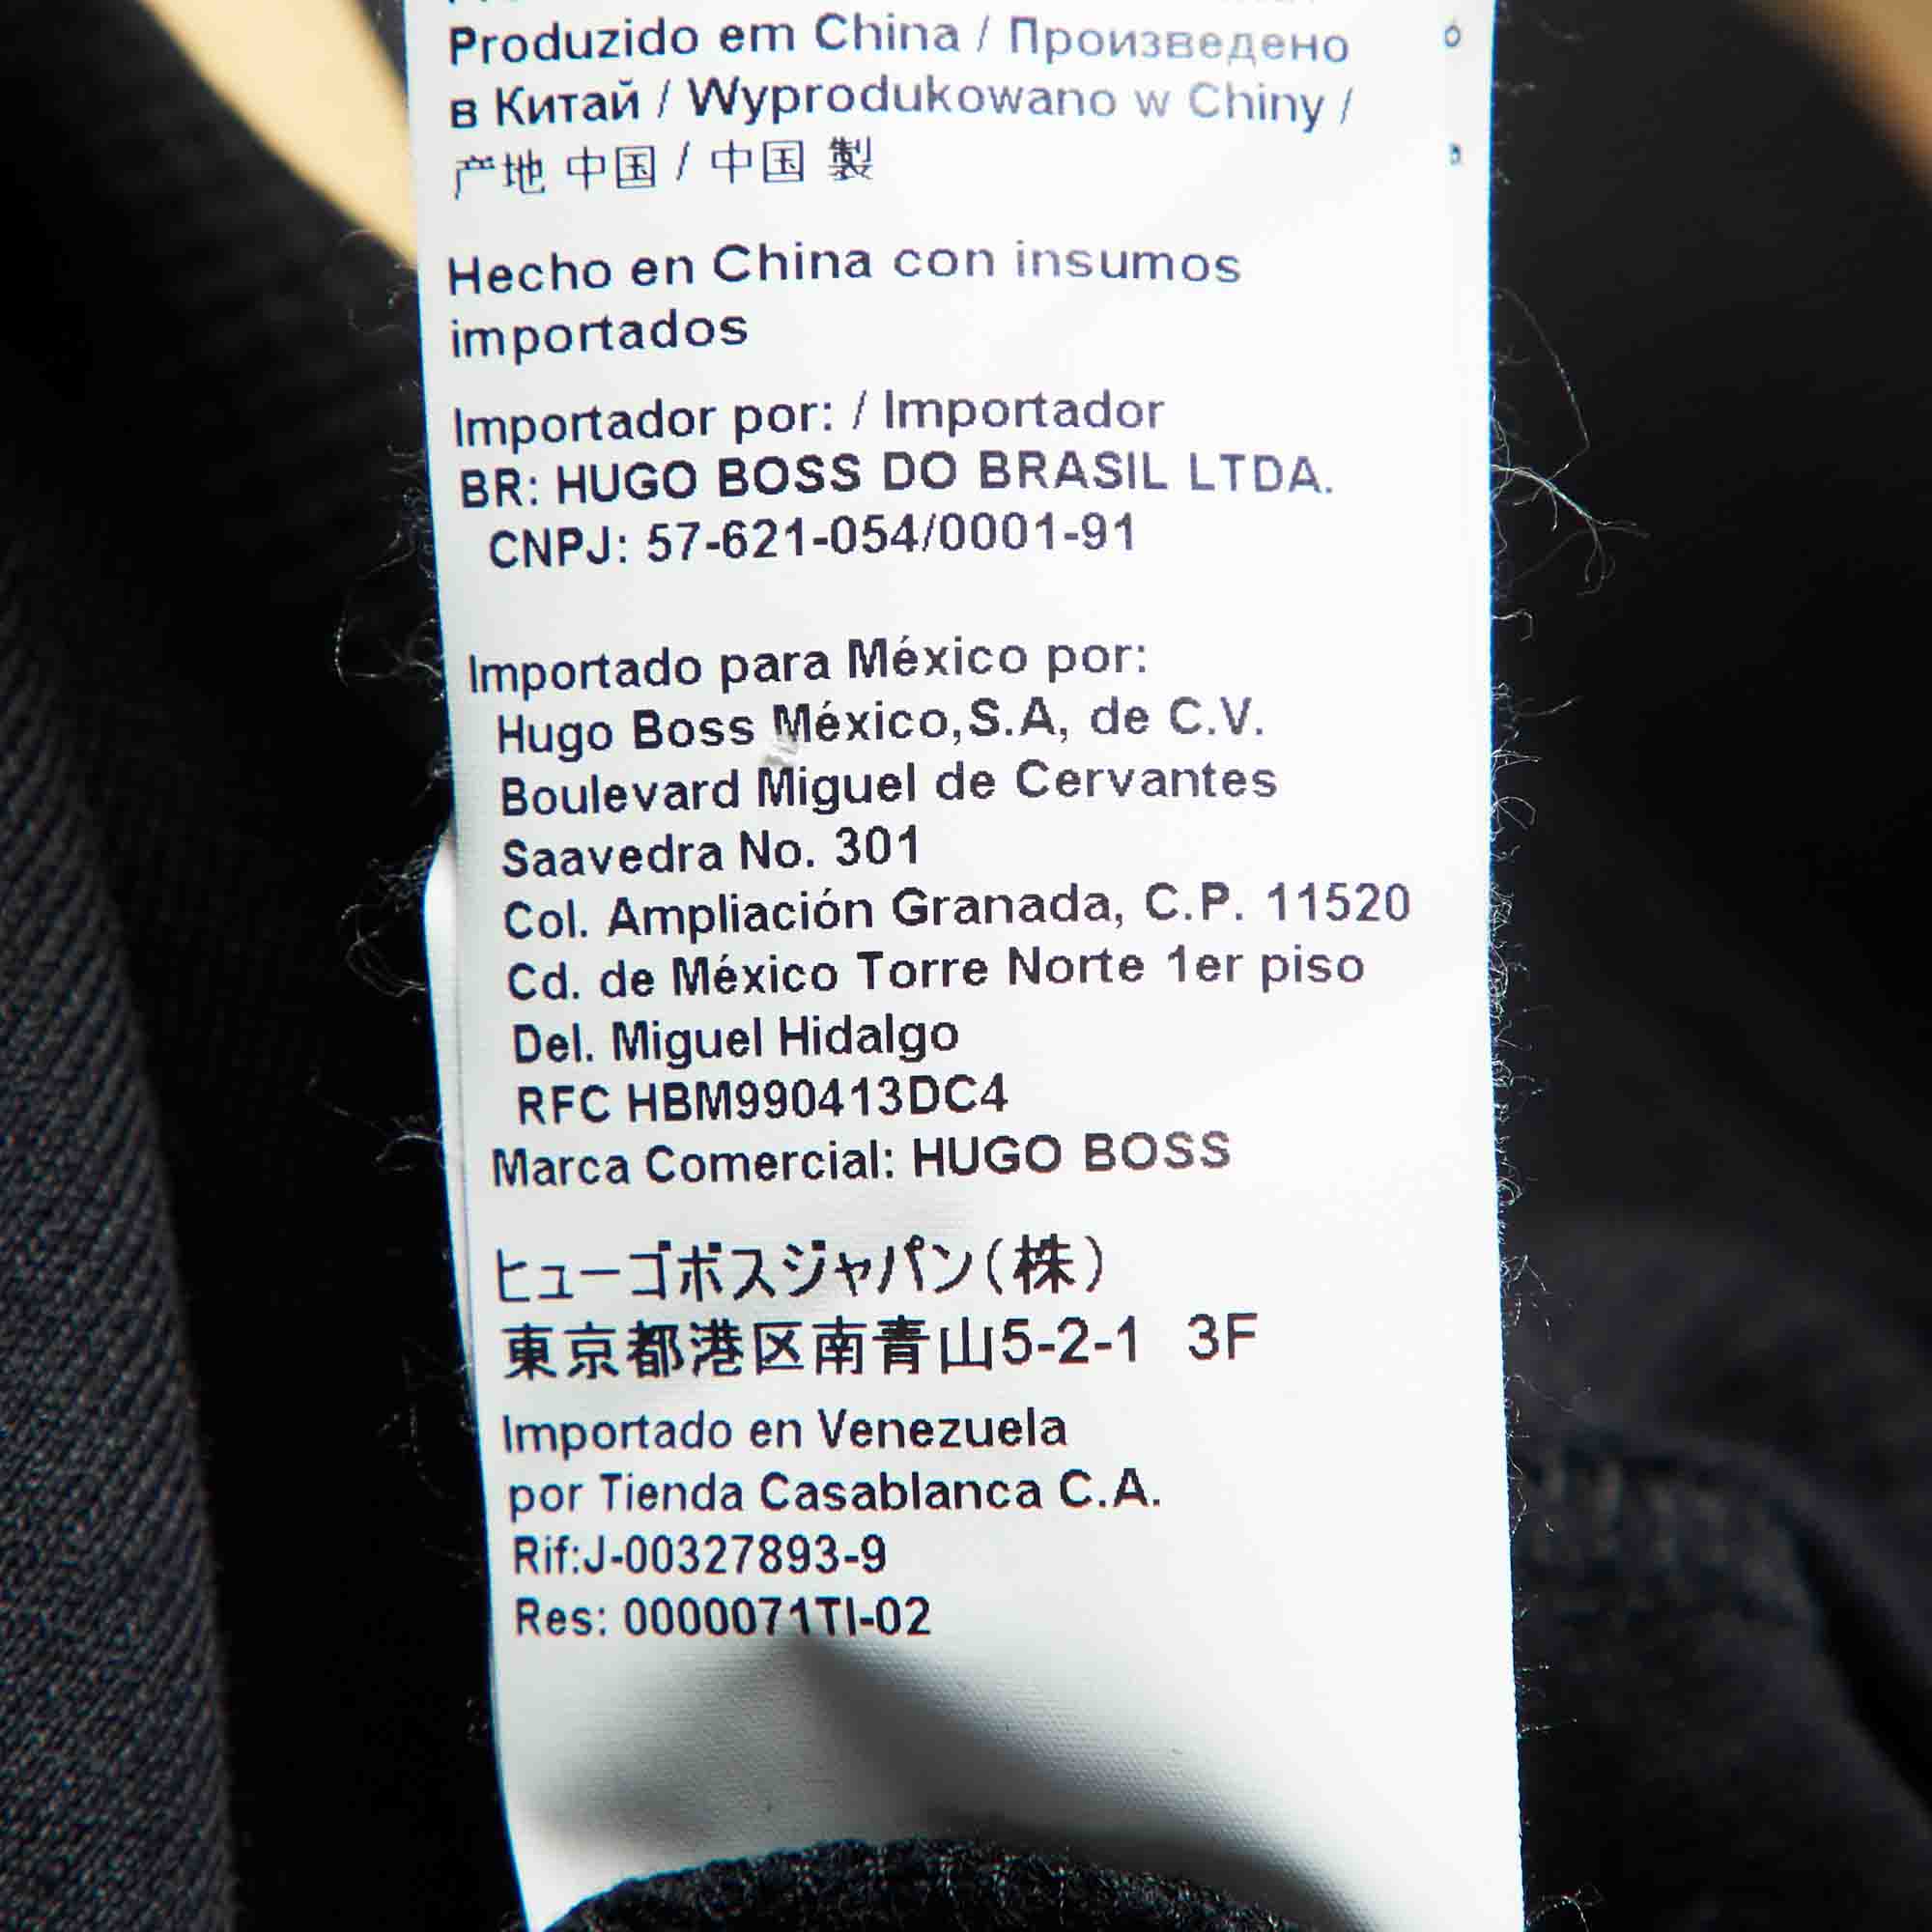 Produzido em China / Произведено
в Китай / Wyprodukowano w Chiny /
产地 中国 / 中国 製
Hecho en China con insumos
importados
Importador por: / Importador
BR: HUGO BOSS DO BRASIL LTDA.
CNPJ: 57-621-054/0001-91
Importado para México por:
Hugo Boss México,S.A, de C.V.
Boulevard Miguel de Cervantes
Saavedra No. 301
Col. Ampliación Granada, C.P. 11520
Cd. de México Torre Norte 1er piso
Del. Miguel Hidalgo
RFC HBM990413DC4
Marca Comercial: HUGO BOSS
ヒューゴボスジャパン(株)
東京都港区南青山5-2-1 3F
Importado en Venezuela
por Tienda Casablanca C.A.
Rif:J-00327893-9
Res: 0000071TI-02